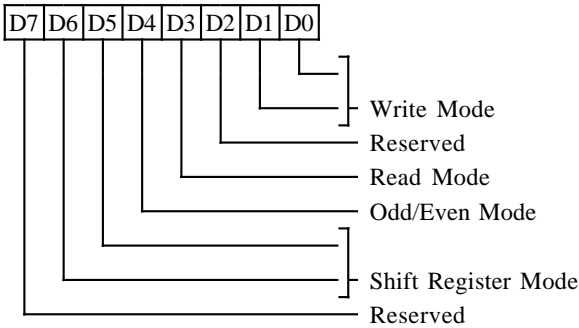 D7 D6 D5 D4 D3 D2 D1 D0
Write Mode
Reserved
Read Mode
Odd/Even Mode
Shift Register Mode
Reserved